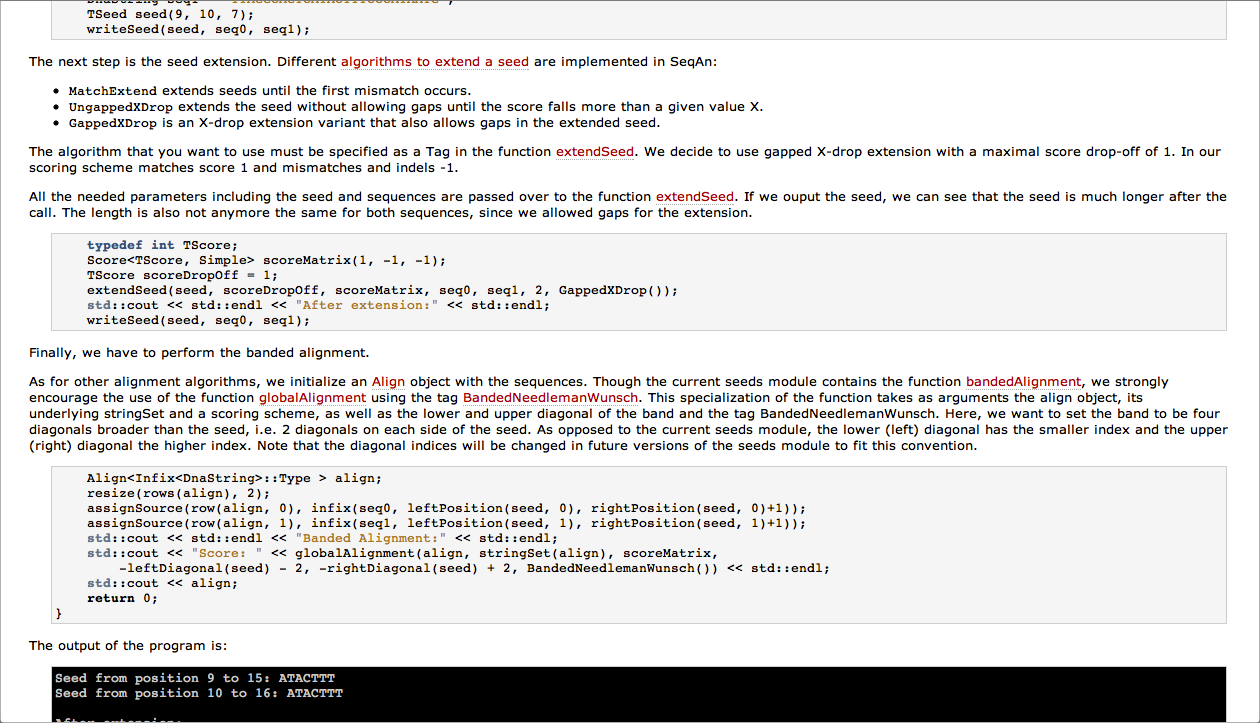 TSeed seed(9, 10, 7);
writeSeed(seed, seq0, seq1);
The next step is the seed extension. Different algorithms to extend a seed are implemented in SeqAn:
• MatchExtend extends seeds until the first mismatch occurs.
• UngappedXDrop extends the seed without allowing gaps until the score falls more than a given value X.
• GappedXDrop is an X-drop extension variant that also allows gaps in the extended seed.
The algorithm that you want to use must be specified as a Tag in the function extendSeed. We decide to use gapped X-drop extension with a maximal score drop-off of 1. In our
scoring scheme matches score 1 and mismatches and indels -1.
All the needed parameters including the seed and sequences are passed over to the function extendSeed. If we ouput the seed, we can see that the seed is much longer after the
call. The length is also not anymore the same for both sequences, since we allowed gaps for the extension.
typedef int TScore;
Score<TScore, Simple> scoreMatrix(1, -1, -1);
TScore scoreDropOff = 1;
extendSeed(seed, scoreDropOff, scoreMatrix, seq0, seq1, 2, GappedXDrop());
std::cout << std::endl << "After extension:" << std::endl;
writeSeed(seed, seq0, seq1);
Finally, we have to perform the banded alignment.
As for other alignment algorithms, we initialize an Align object with the sequences. Though the current seeds module contains the function bandedAlignment, we strongly
encourage the use of the function globalAlignment using the tag BandedNeedlemanWunsch. This specialization of the function takes as arguments the align object, its
underlying stringSet and a scoring scheme, as well as the lower and upper diagonal of the band and the tag BandedNeedlemanWunsch. Here, we want to set the band to be four
diagonals broader than the seed, i.e. 2 diagonals on each side of the seed. As opposed to the current seeds module, the lower (left) diagonal has the smaller index and the upper
(right) diagonal the higher index. Note that the diagonal indices will be changed in future versions of the seeds module to fit this convention.
Align<Infix<DnaString>::Type > align;
resize(rows(align), 2);
assignSource(row(align, 0), infix(seq0, leftPosition(seed, 0), rightPosition(seed, 0)+1));
assignSource(row(align, 1), infix(seq1, leftPosition(seed, 1), rightPosition(seed, 1)+1));
std::cout << std::endl << "Banded Alignment:" << std::endl;
std::cout << "Score: " << globalAlignment(align, stringSet(align), scoreMatrix,
-leftDiagonal(seed) - 2, -rightDiagonal(seed) + 2, BandedNeedlemanWunsch()) << std::endl;
std::cout << align;
return 0;
}
The output of the program is:
Seed from position 9 to 15: ATACTTT
Seed from position 10 to 16: ATACTTT
After extension: